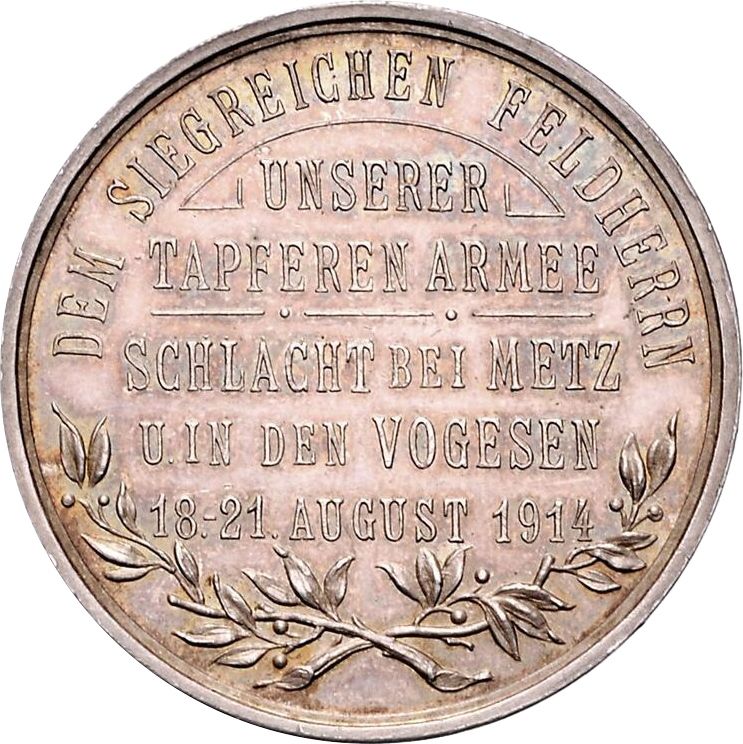 DEM SIEGREICHEN FELDHERRN
UNSERER
TAPFEREN ARMEE
SCHLACHT BEI METZ
U. IN DEN VOGESEN
18.-21. AUGUST 1914